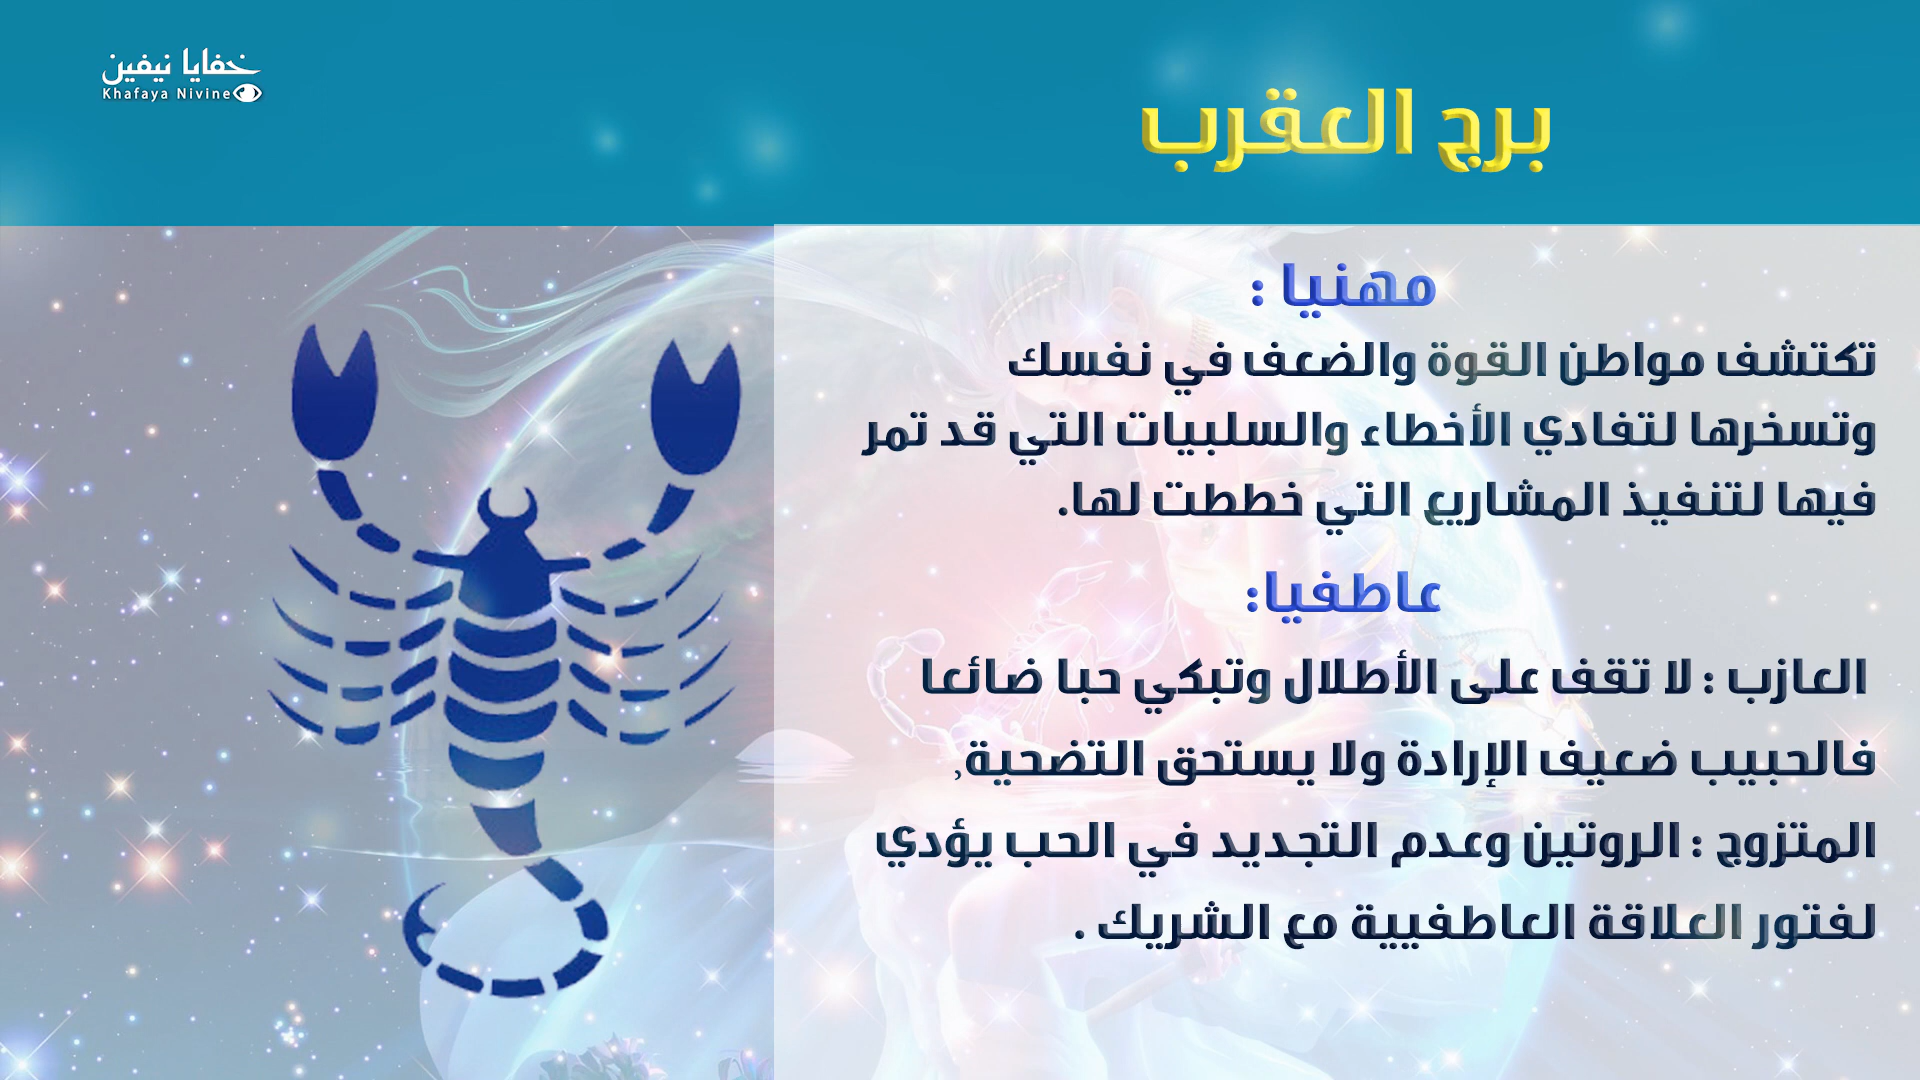 خفايا نيفين
Khafaya Nivine
برج العقرب
مهنيا :
تكتشف مواطن القوة والضعف في نفسك
وتسخرها لتفادي الأخطاء والسلبيات التي قد تمر
فيها لتنفيذ المشاريع التي خططت لها.
عاطفيا:
العازب : لا تقف على الأطلال وتبكي حبا ضائعا
فالحبيب ضعيف الإرادة ولا يستحق التضحية,
المتزوج : الروتين وعدم التجديد في الحب يؤدي
لفتور العلاقة العاطفيية مع الشريك .